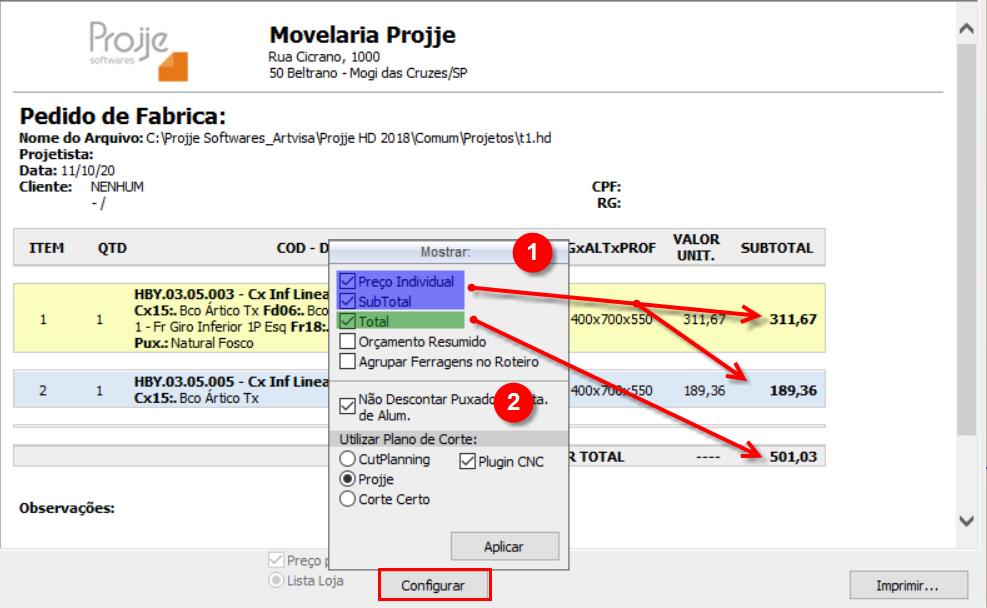 Projje
softwares
Movelaria Projje
Rua Cicrano, 1000
50 Beltrano - Mogi das Cruzes/SP
Pedido de Fabrica:
Nome do Arquivo: C:\Projje Softwares_Artvisa\Projje HD 2018\Comum\Projetos\t1.hd
Projetista:
Data: 11/10/20
Cliente: NENHUM CPF:
- / RG:
ITEM QTD COD - D GxALTxPROF VALOR UNIT. SUBTOTAL
HBY.03.05.003 - Cx Inf Linea
Cx15:. Bco Ártico Tx Fd06:. Bco
1 1 1 - Fr Giro Inferior 1P Esq Fr18:. 400x700x550 311,67 311,67
Pux.: Natural Fosco
HBY.03.05.005 - Cx Inf Linea
2 1 Cx15:. Bco Ártico Tx 400x700x550 189,36 189,36
R TOTAL ---- 501,03
Observações:
Mostrar: 1
Preço Individual
SubTotal
Total
Orçamento Resumido
Agrupar Ferragens no Roteiro
Não Descontar 2 ta.
de Alum.
Utilizar Plano de Corte:
CutPlanning Plugin CNC
Projje
Corte Certo
Aplicar
Preço p
Lista Loja
Configurar
Imprimir...